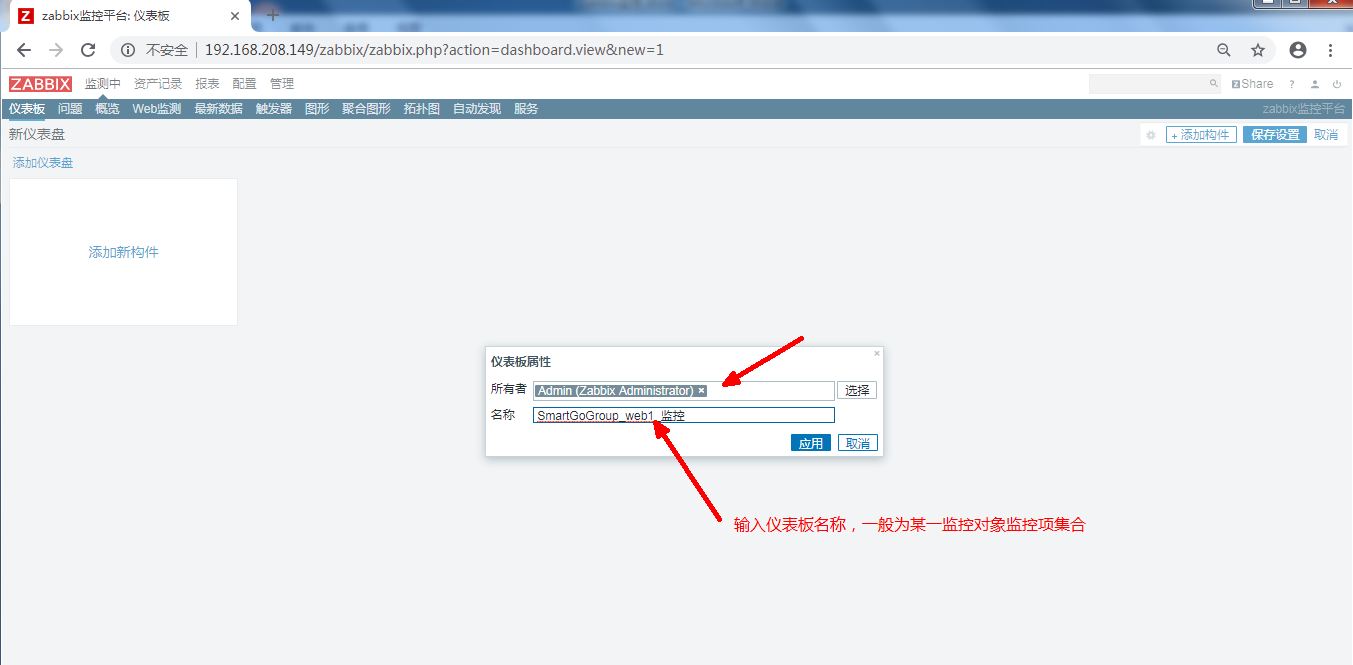 Z zabbix监控平台: 仪表板
不安全 192.168.208.149/zabbix/zabbix.php?action=dashboard.view&new=1
ZABBIX 监测中 资产记录 报表 配置 管理 Z Share ?
仪表板 问题 概览 Web监测 最新数据 触发器 图形 聚合图形 拓扑图 自动发现 服务 zabbix监控平台
新仪表盘 + 添加构件 保存设置 取消
添加仪表盘
添加新构件
仪表板属性
所有者 Admin (Zabbix Administrator) 选择
名称 SmartGoGroup_web1_监控
应用 取消
输入仪表板名称，一般为某一监控对象监控项集合